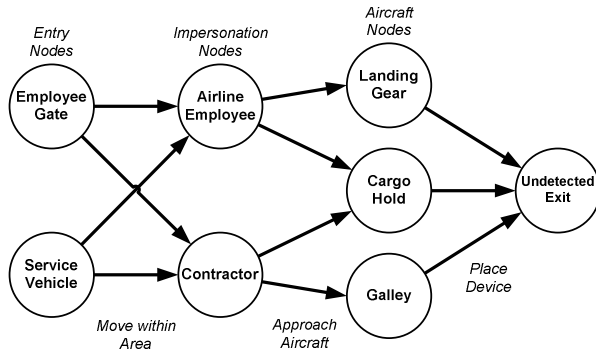 Entry
Nodes
Impersonation
Nodes
Aircraft
Nodes
Employee
Gate
Airline
Employee
Landing
Gear
Cargo
Hold
Undetected
Exit
Service
Vehicle
Contractor
Galley
Move within
Area
Approach
Aircraft
Place
Device